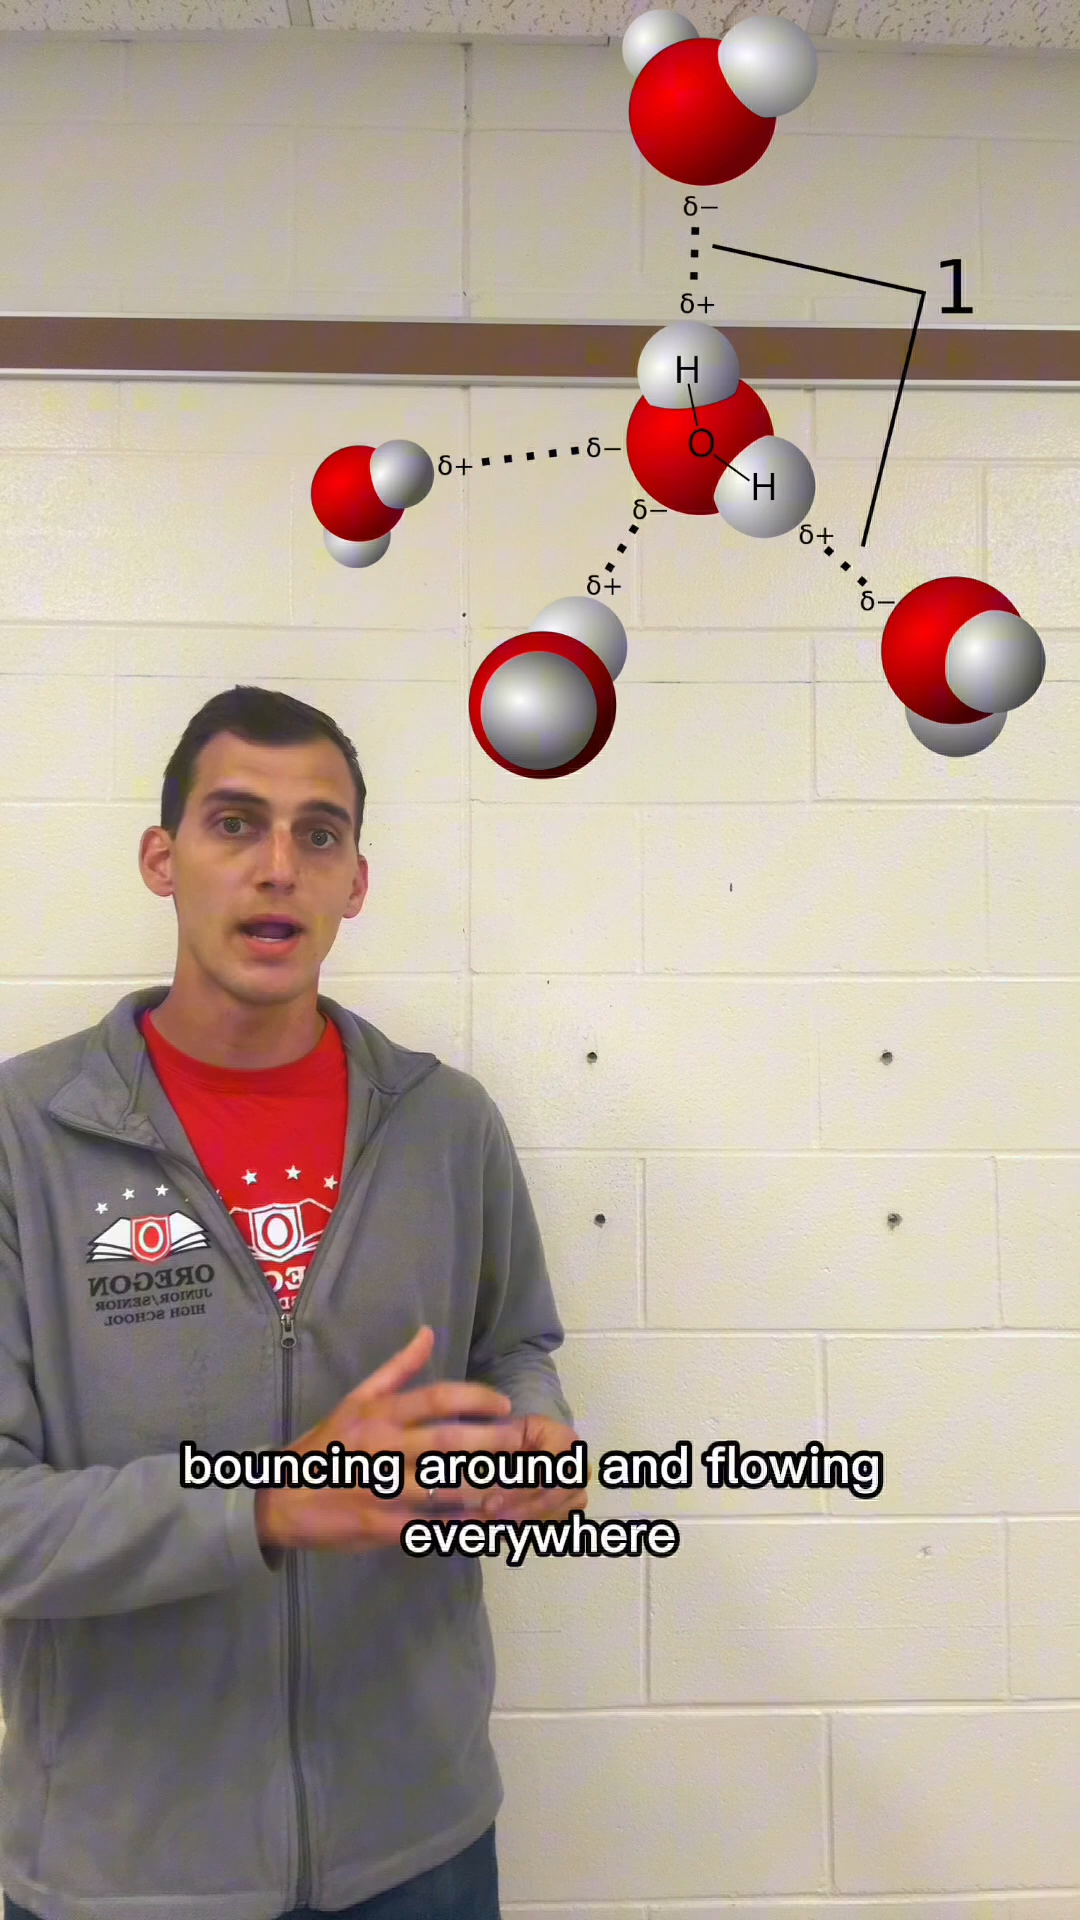 δ−
1
δ+
H
O
δ+
δ−
H
δ−
δ+
δ+
δ−
O
O
OREGON
JUNIOR/SENIOR
HIGH SCHOOL
bouncing around and flowing
everywhere